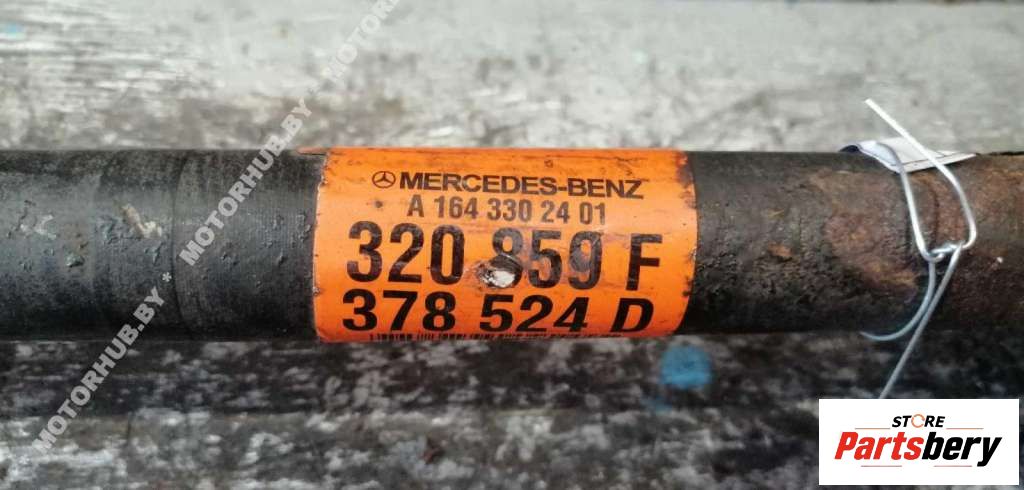 MERCEDES-BENZ
A 164 330 24 01
320 859 F
378 524 D
MOTORHUB.BY * MOTORHUB.BY * MOTORHUB.BY
STORE
Partsbery